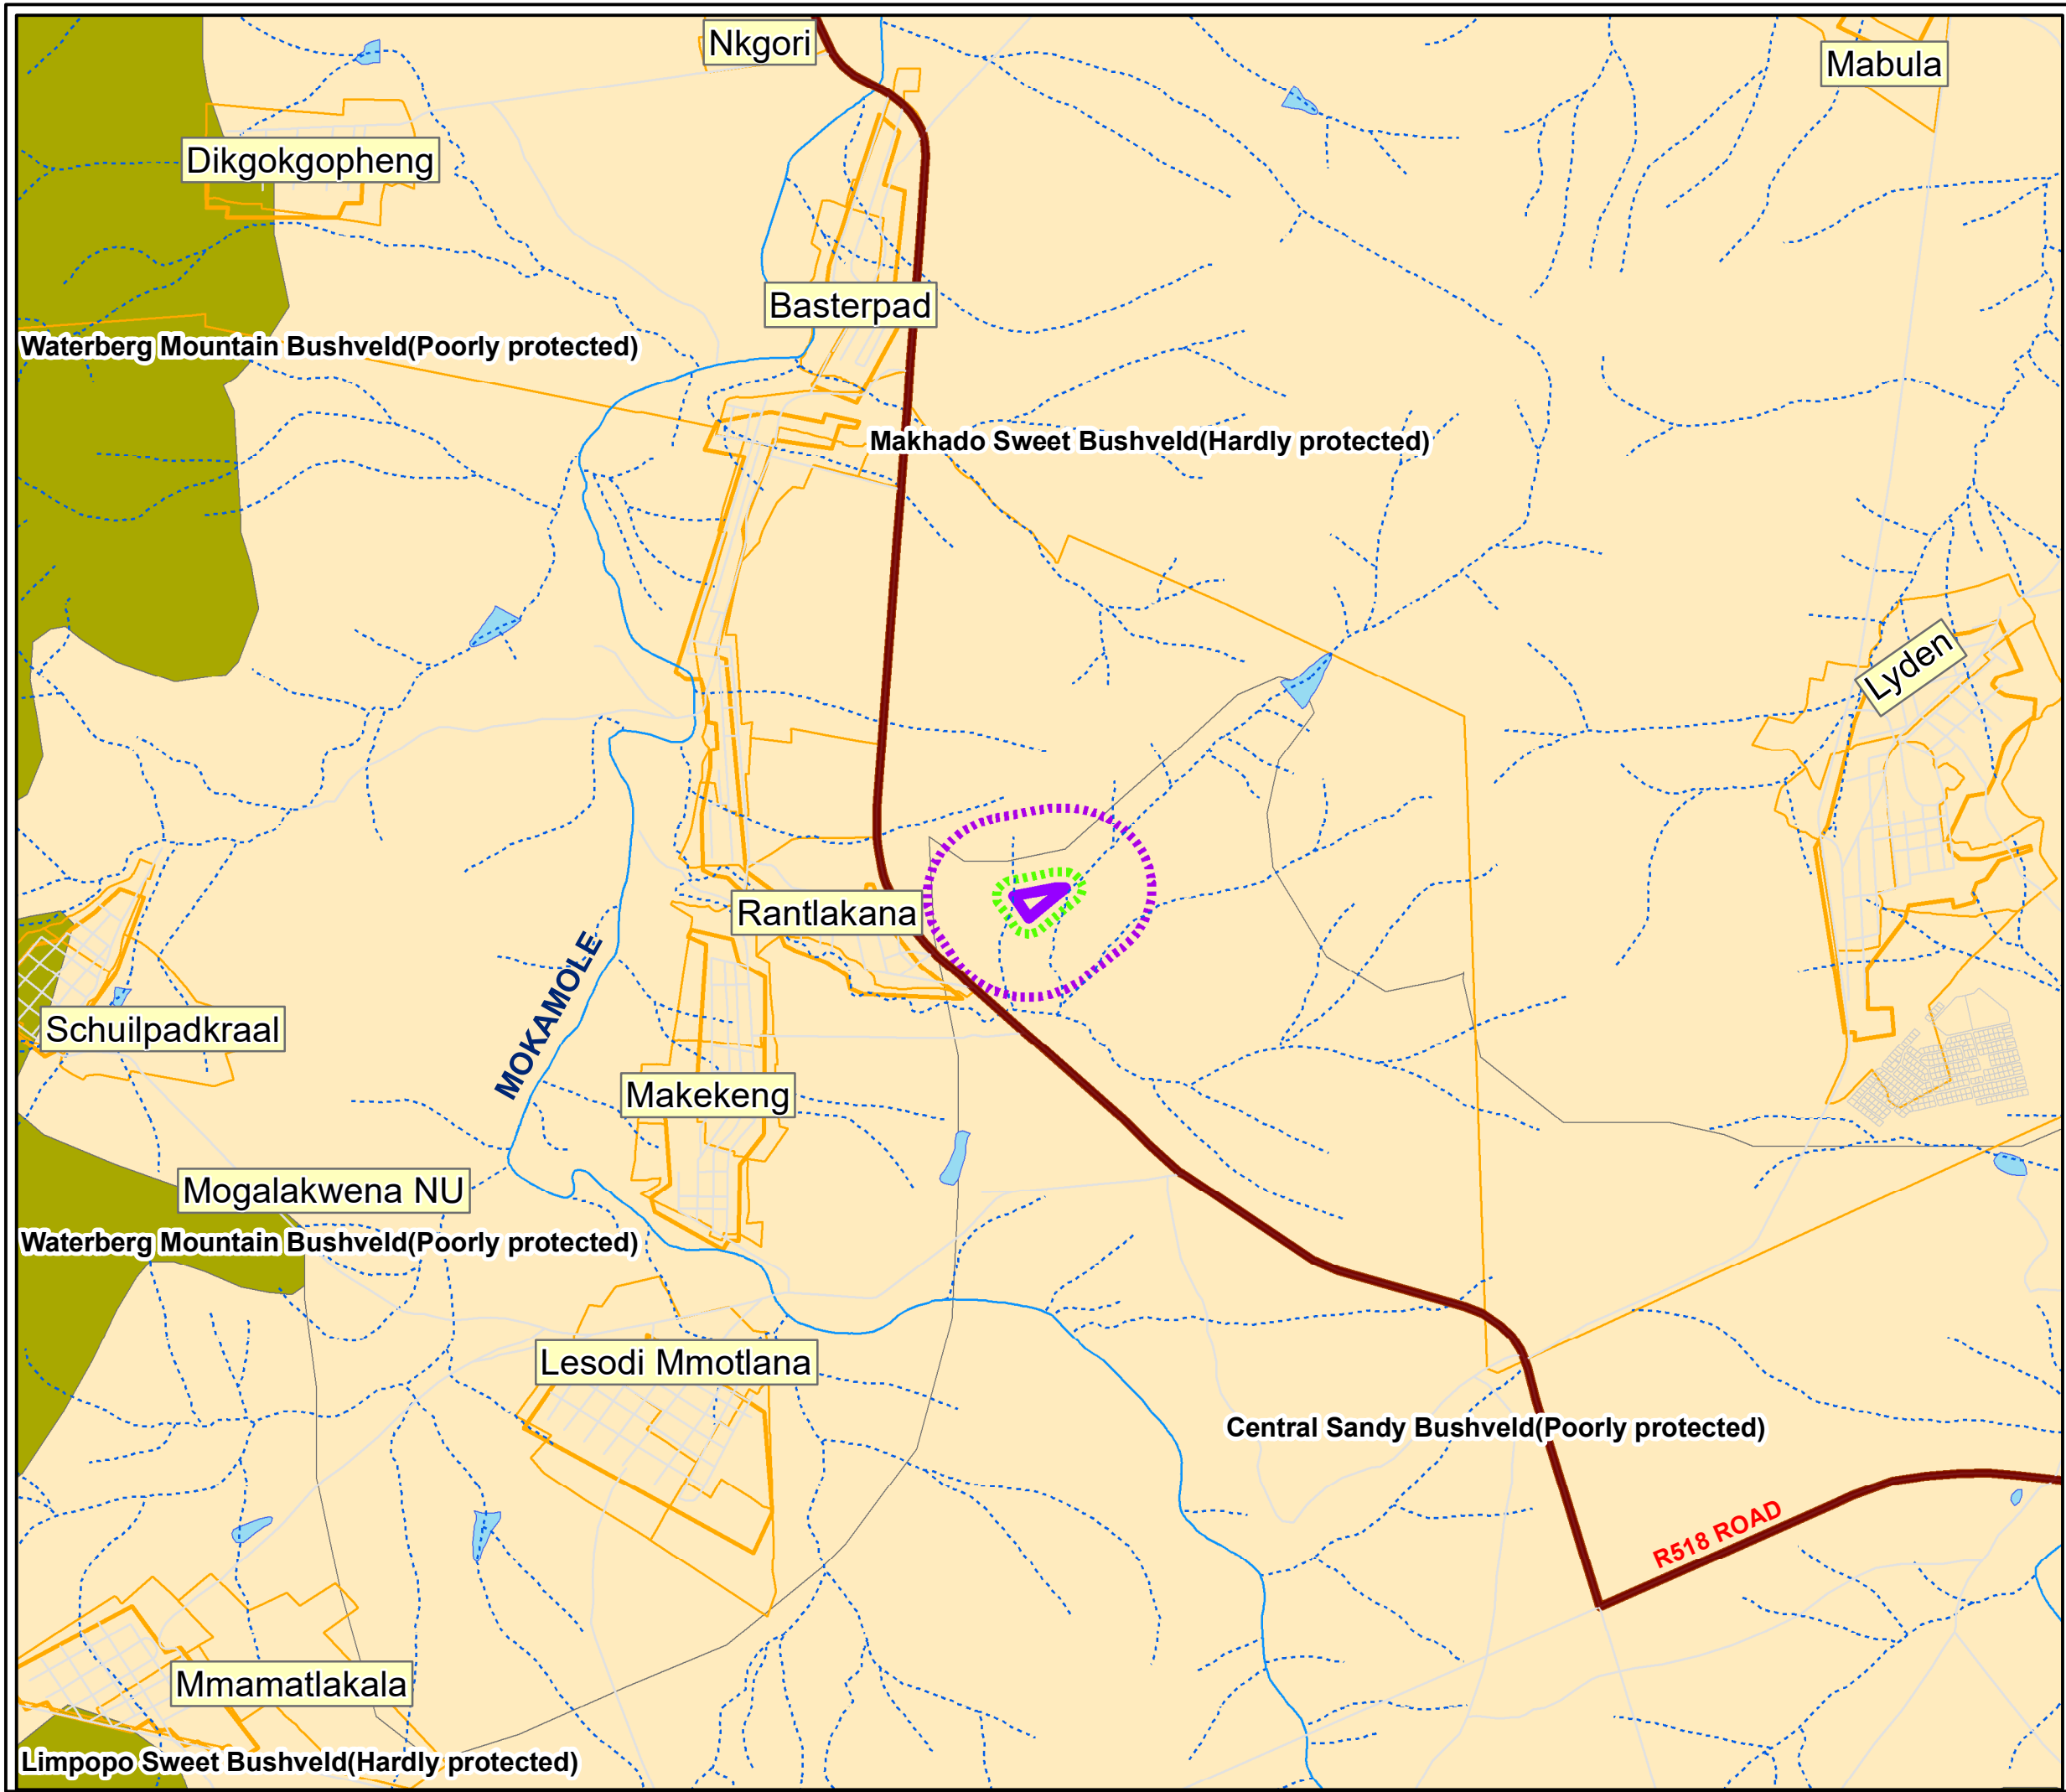 Nkgori
Mabula
Dikgokgopheng
Basterpad
Waterberg Mountain Bushveld(Poorly protected)
Makhado Sweet Bushveld(Hardly protected)
Lyden
Rantlakana
MOKAMOLE
Schuilpadkraal
Makekeng
Mogalakwena NU
Waterberg Mountain Bushveld(Poorly protected)
Lesodi Mmotlana
Central Sandy Bushveld(Poorly protected)
R518 ROAD
Mmamatlakala
Limpopo Sweet Bushveld(Hardly protected)